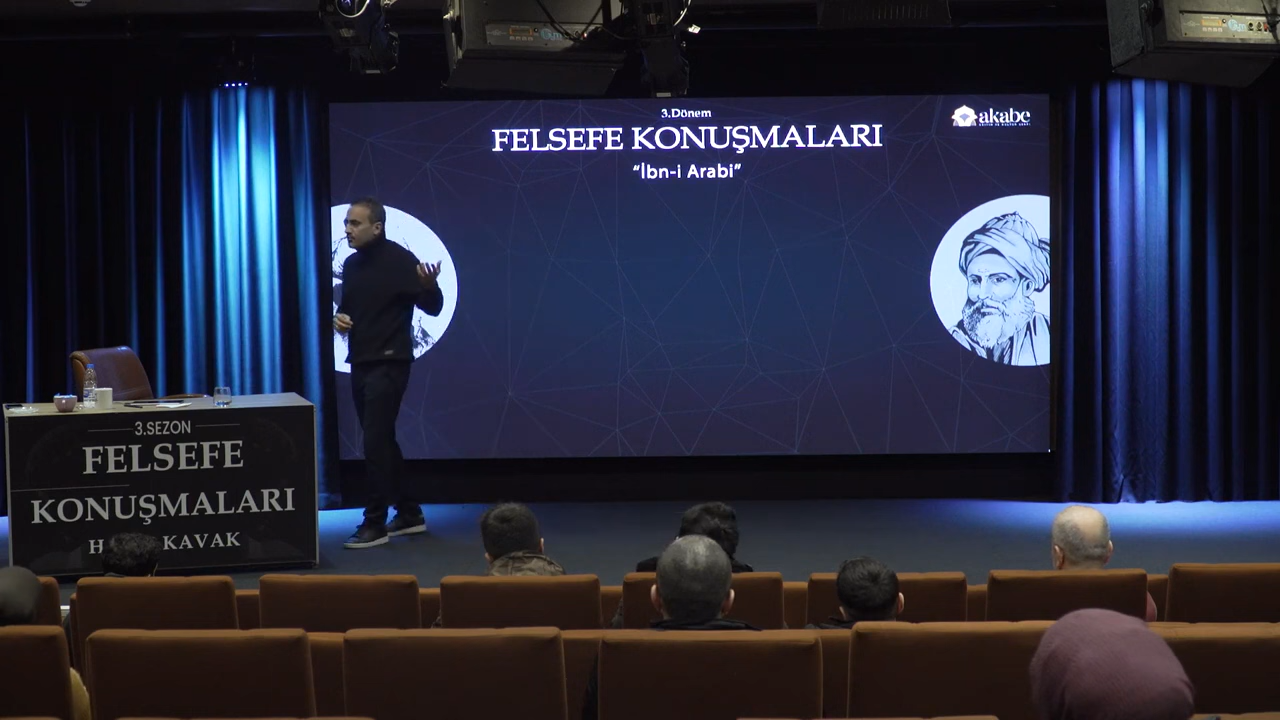 3.Dönem
FELSEFE KONUŞMALARI
“İbn-i Arabi”
akabe
3.SEZON
FELSEFE
KONUŞMALARI
KAVAK